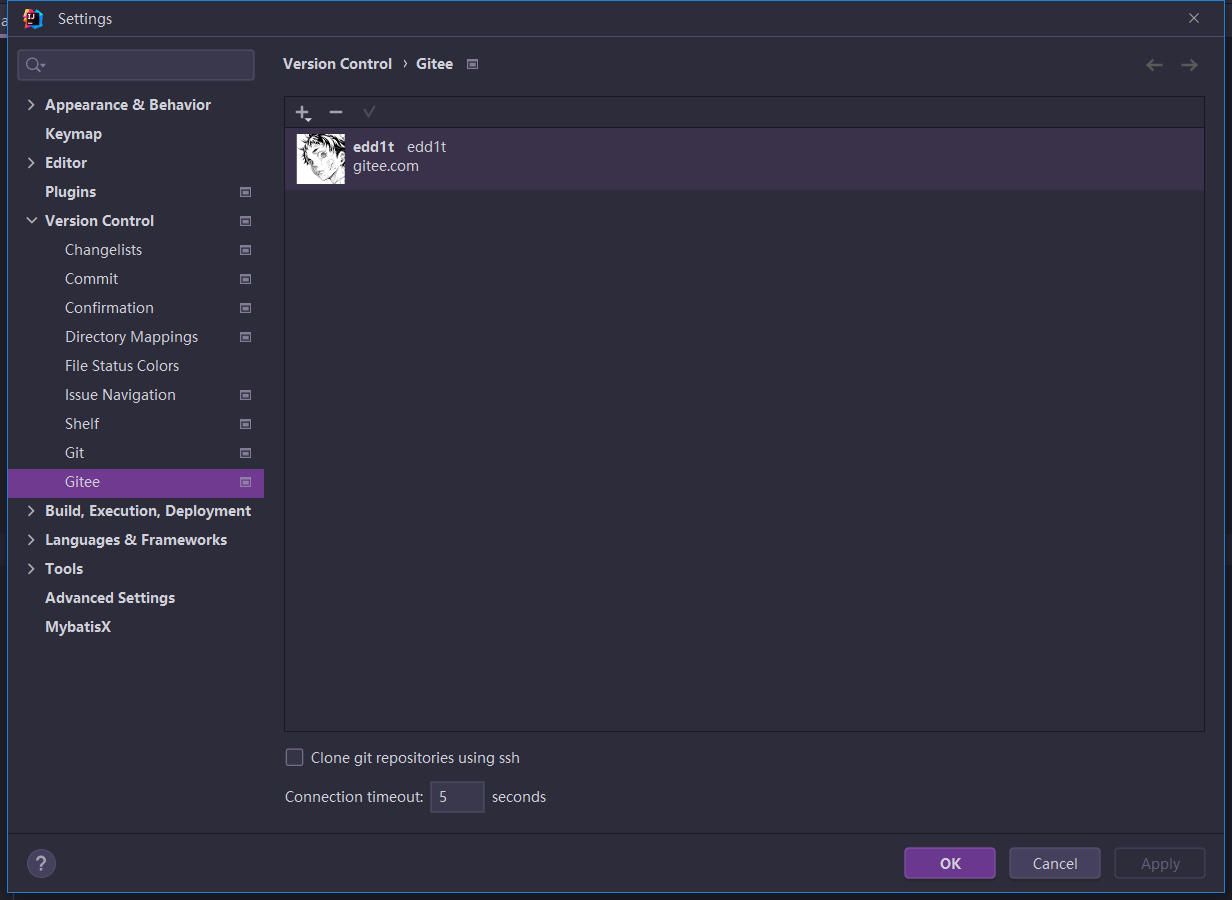 Settings
Version Control › Gitee
Appearance & Behavior
Keymap
Editor
Plugins
Version Control
Changelists
Commit
Confirmation
Directory Mappings
File Status Colors
Issue Navigation
Shelf
Git
Gitee
Build, Execution, Deployment
Languages & Frameworks
Tools
Advanced Settings
MybatisX
edd1t edd1t
gitee.com
Clone git repositories using ssh
Connection timeout: 5 seconds
?
OK Cancel Apply